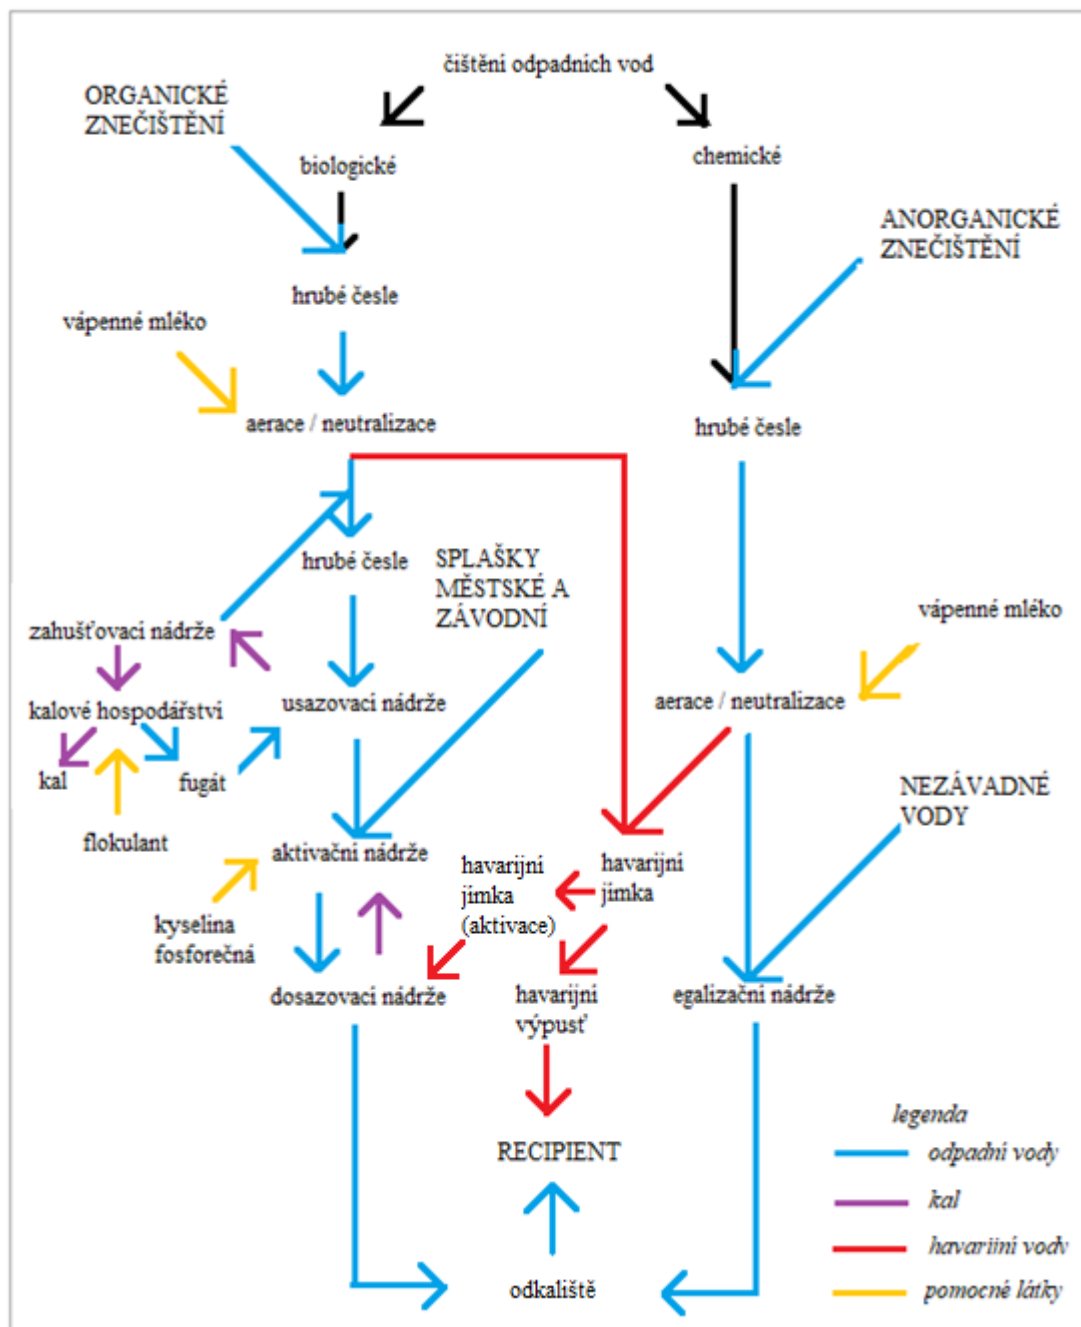 čištění odpadních vod
ORGANICKÉ
ZNEČIŠTĚNÍ
biologické
chemické
ANORGANICKÉ
ZNEČIŠTĚNÍ
hrubé česle
vápenné mléko
aerace / neutralizace
hrubé česle
hrubé česle
SPLAŠKY
MĚSTSKÉ A
ZÁVODNÍ
zahušťovací nádrže
vápenné mléko
kalové hospodářství
usazovací nádrže
aerace / neutralizace
kal
fugát
NEZÁVADNÉ
VODY
flokulant
aktivační nádrže
havarijní
jímka
(aktivace)
havarijní
jímka
kyselina
fosforečná
dosazovací nádrže
havarijní
výpusť
egalizační nádrže
RECIPIENT
odkaliště
legenda
odpadní vody
kal
havarijní vody
pomocné látky